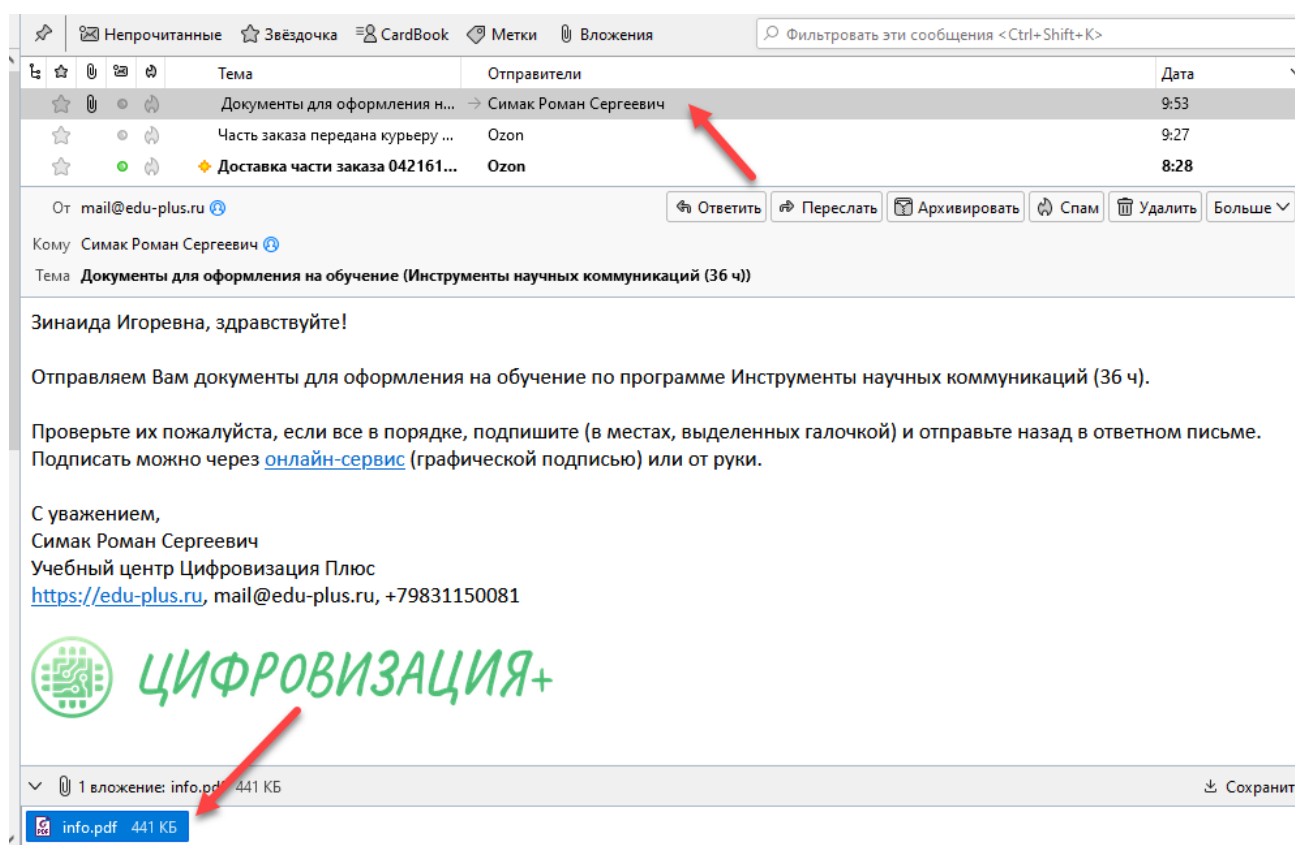 Непрочитанные Звёздочка CardBook Метки Вложения Фильтровать эти сообщения <Ctrl+Shift+K>
Тема Отправители Дата
Документы для оформления н... → Симак Роман Сергеевич 9:53
Часть заказа передана курьеру ... Ozon 9:27
Доставка части заказа 042161... Ozon 8:28
От mail@edu-plus.ru Ответить Переслать Архивировать Спам Удалить Больше
Кому Симак Роман Сергеевич
Тема Документы для оформления на обучение (Инструменты научных коммуникаций (36 ч))
Зинаида Игоревна, здравствуйте!
Отправляем Вам документы для оформления на обучение по программе Инструменты научных коммуникаций (36 ч).
Проверьте их пожалуйста, если все в порядке, подпишите (в местах, выделенных галочкой) и отправьте назад в ответном письме.
Подписать можно через онлайн-сервис (графической подписью) или от руки.
С уважением,
Симак Роман Сергеевич
Учебный центр Цифровизация Плюс
https://edu-plus.ru, mail@edu-plus.ru, +79831150081
ЦИФРОВИЗАЦИЯ+
1 вложение: info.pdf 441 КБ Сохранит
info.pdf 441 КБ